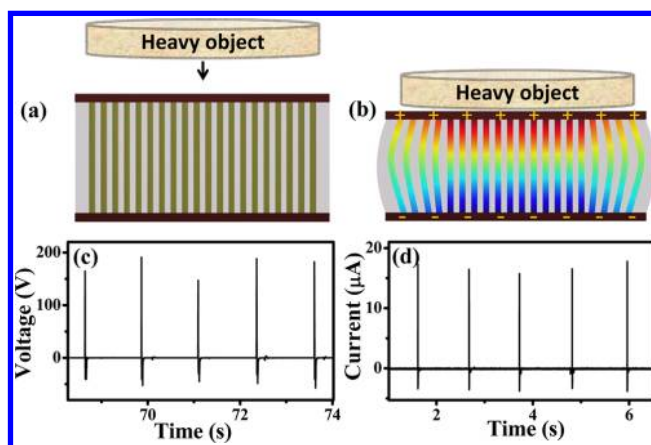 Heavy object
(a)
(b)
Heavy object
+ + + + + + + +
- - - - - - - -
(c)
Voltage (V)
200
100
0
70
72
74
Time (s)
(d)
Current (μA)
20
10
0
2
4
6
Time (s)